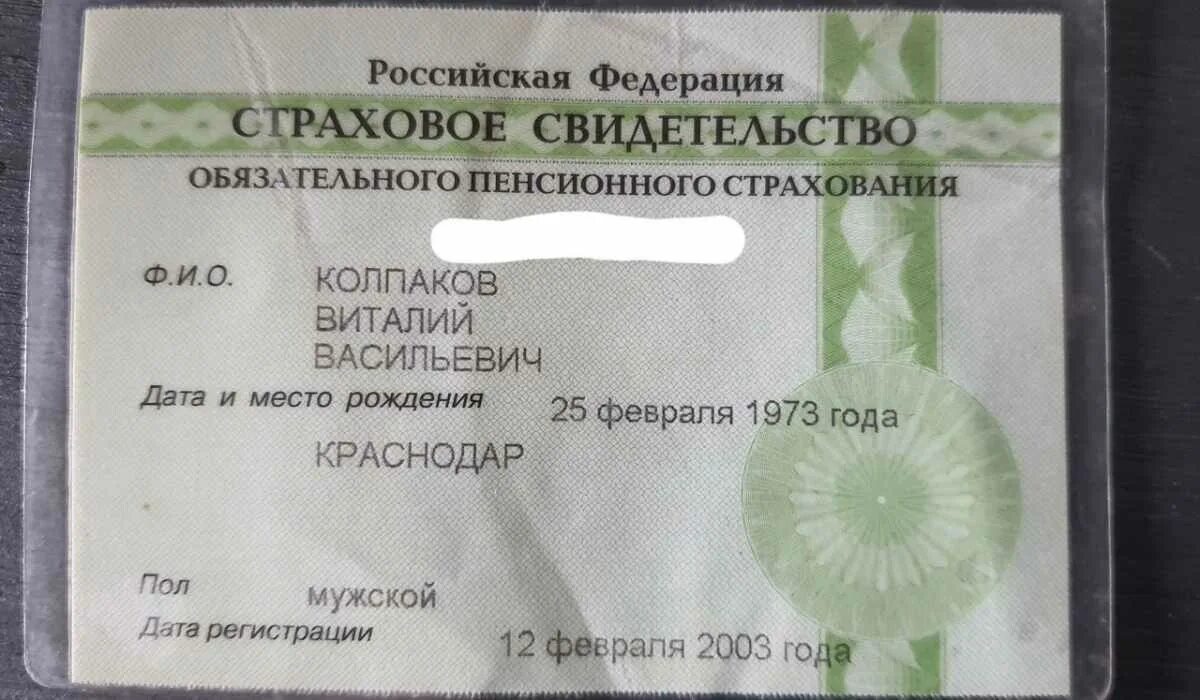 Российская Федерация
СТРАХОВОЕ СВИДЕТЕЛЬСТВО
ОБЯЗАТЕЛЬНОГО ПЕНСИОННОГО СТРАХОВАНИЯ
Ф.И.О. КОЛПАКОВ
ВИТАЛИЙ
ВАСИЛЬЕВИЧ
Дата и место рождения 25 февраля 1973 года
КРАСНОДАР
Пол мужской
Дата регистрации 12 февраля 2003 года